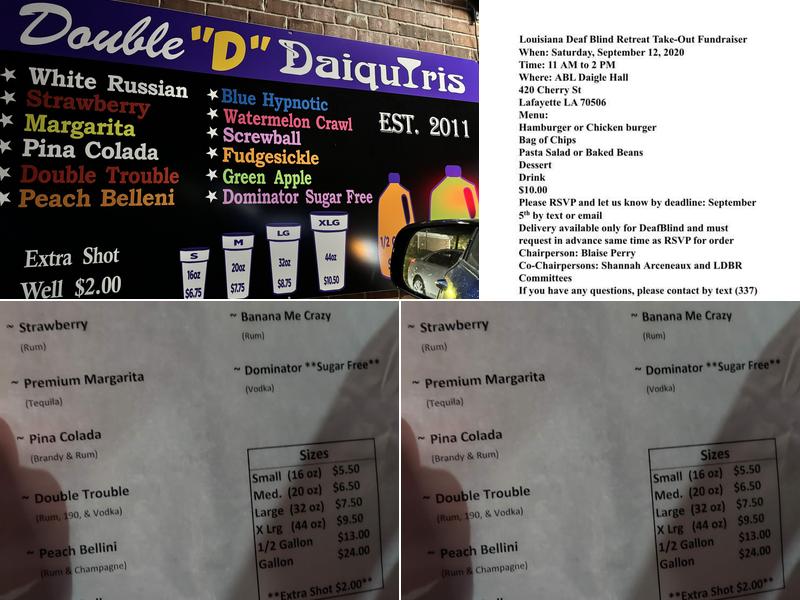 Double "D" Daiquiris
White Russian
Strawberry
Margarita
Pina Colada
Double Trouble
Peach Belleni
Blue Hypnotic
Watermelon Crawl
Screwball
Fudgesickle
Green Apple
Dominator Sugar Free
EST. 2011
Extra Shot
Well $2.00
S
16oz
$6.75
M
20oz
$7.75
LG
32oz
$8.75
XLG
44oz
$10.50
1/2
Louisiana Deaf Blind Retreat Take-Out Fundraiser
When: Saturday, September 12, 2020
Time: 11 AM to 2 PM
Where: ABL Daigle Hall
420 Cherry St
Lafayette LA 70506
Menu:
Hamburger or Chicken burger
Bag of Chips
Pasta Salad or Baked Beans
Dessert
Drink
$10.00
Please RSVP and let us know by deadline: September
5th by text or email
Delivery available only for DeafBlind and must
request in advance same time as RSVP for order
Chairperson: Blaise Perry
Co-Chairpersons: Shannah Arceneaux and LDBR
Committees
If you have any questions, please contact by text (337)
~ Strawberry
(Rum)
~ Premium Margarita
(Tequila)
~ Pina Colada
(Brandy & Rum)
~ Double Trouble
(Rum, 190, & Vodka)
~ Peach Bellini
(Rum & Champagne)
~ Banana Me Crazy
(Rum)
~ Dominator **Sugar Free**
(Vodka)
Sizes
Small (16 oz) $5.50
Med. (20 oz) $6.50
Large (32 oz) $7.50
X Lrg (44 oz) $9.50
1/2 Gallon $13.00
Gallon $24.00
**Extra Shot $2.00**
~ Strawberry
(Rum)
~ Premium Margarita
(Tequila)
~ Pina Colada
(Brandy & Rum)
~ Double Trouble
(Rum, 190, & Vodka)
~ Peach Bellini
(Rum & Champagne)
~ Banana Me Crazy
(Rum)
~ Dominator **Sugar Free**
(Vodka)
Sizes
Small (16 oz) $5.50
Med. (20 oz) $6.50
Large (32 oz) $7.50
X Lrg (44 oz) $9.50
1/2 Gallon $13.00
Gallon $24.00
**Extra Shot $2.00**